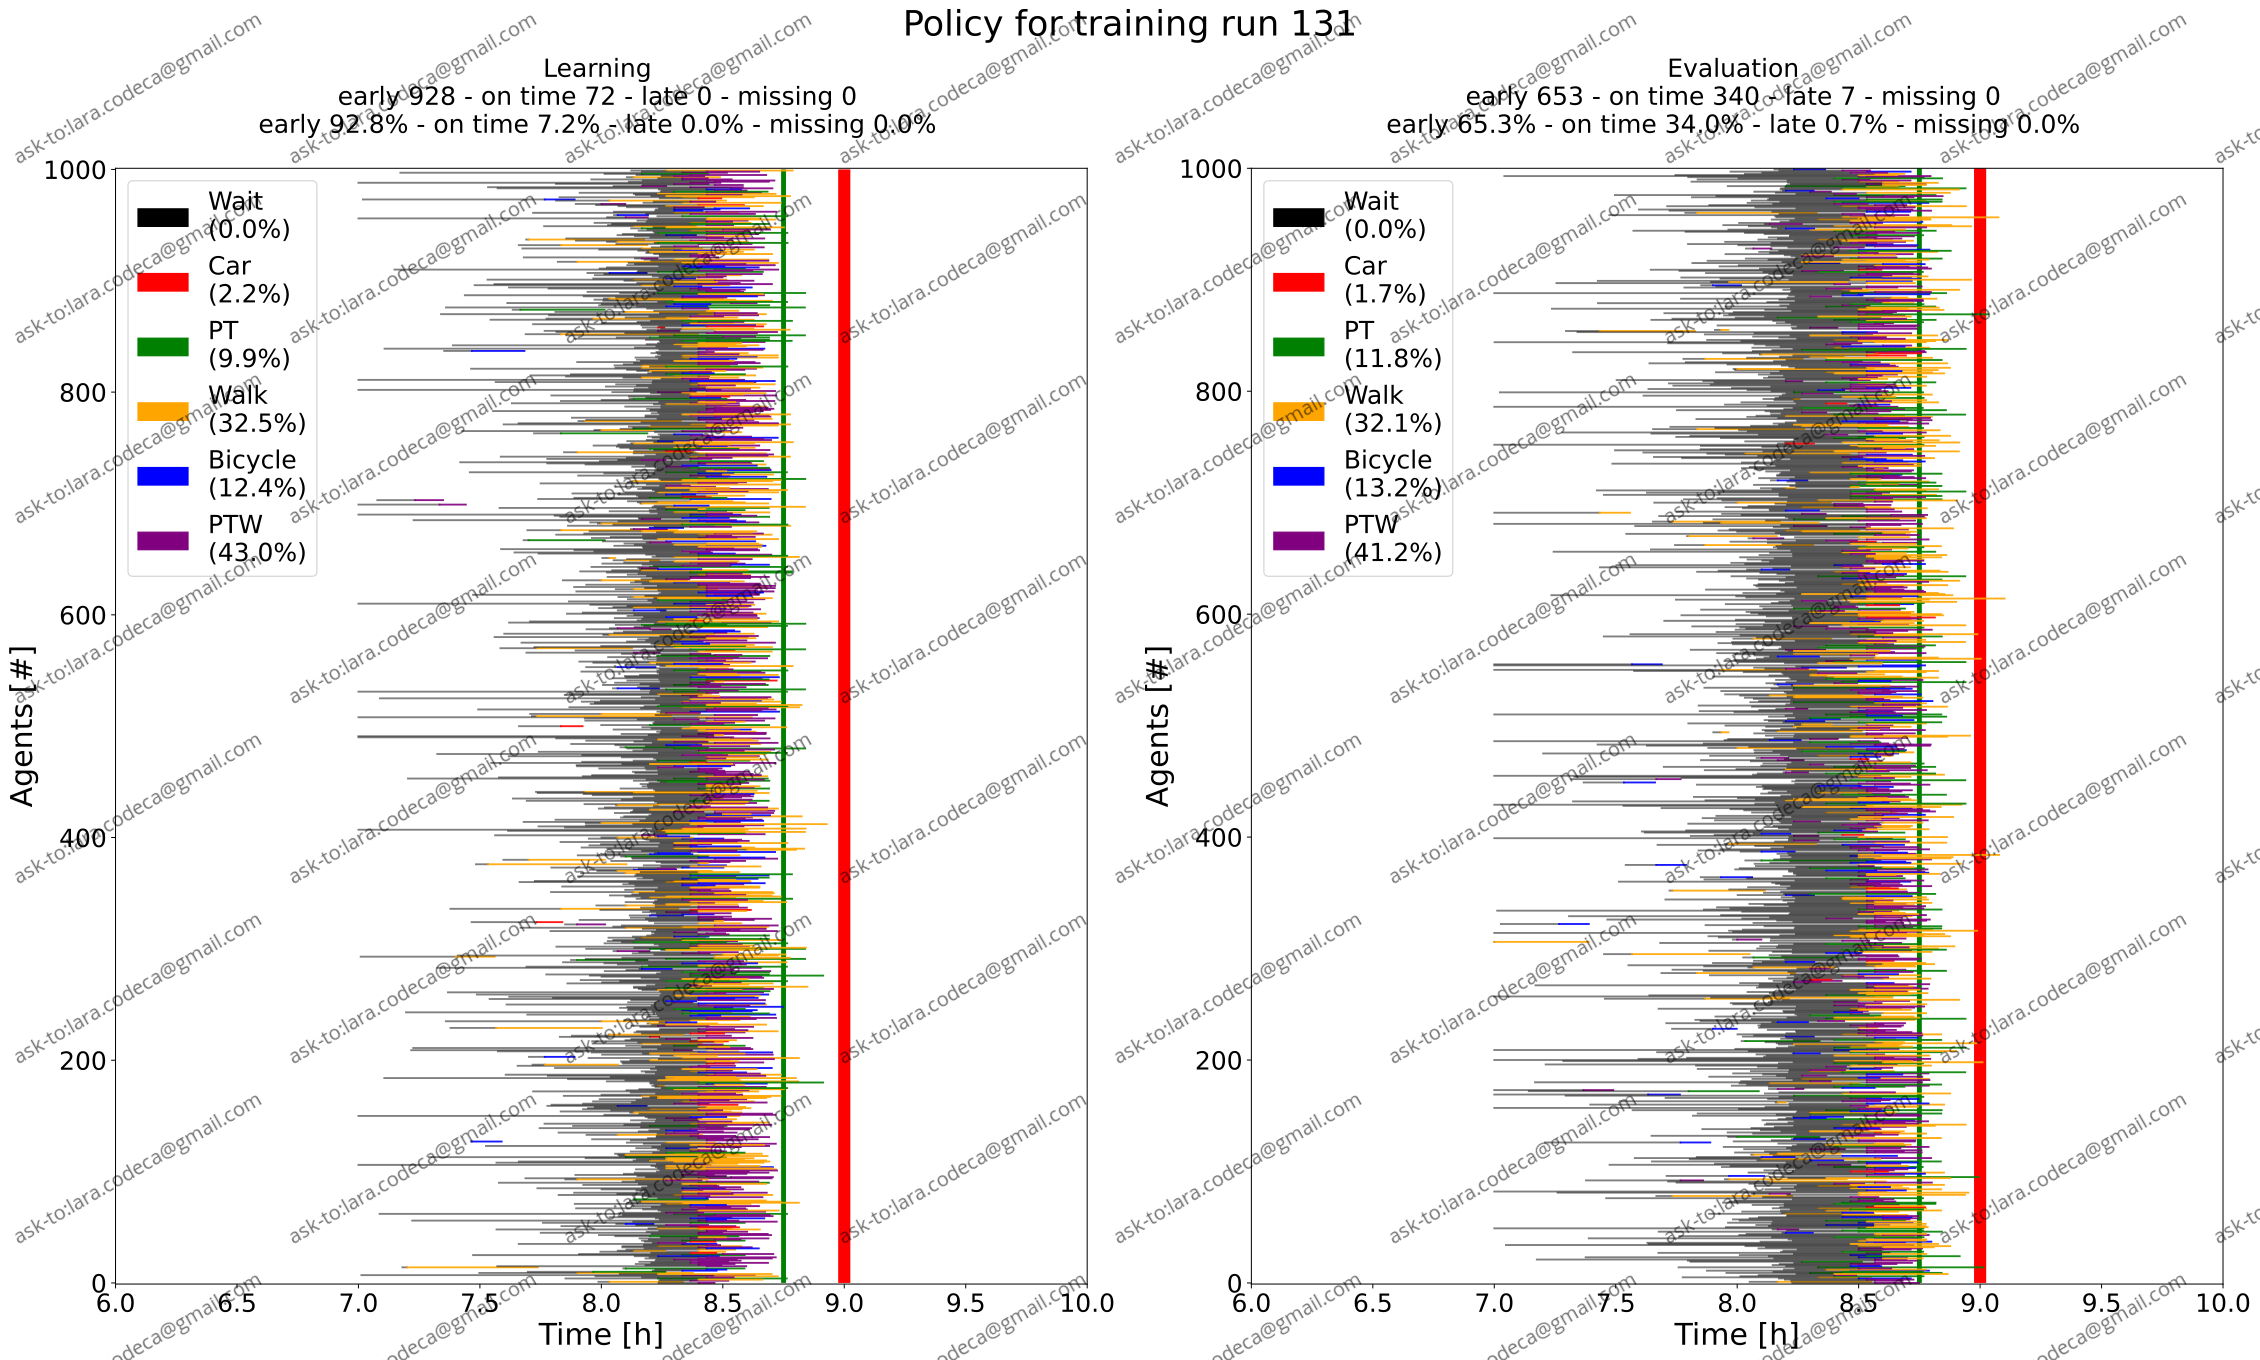 Policy for training run 131
Learning
early 928 - on time 72 - late 0 - missing 0
early 92.8% - on time 7.2% - late 0.0% - missing 0.0%
Agents [#]
1000
800
600
400
200
0
Wait
(0.0%)
Car
(2.2%)
PT
(9.9%)
Walk
(32.5%)
Bicycle
(12.4%)
PTW
(43.0%)
6.0 6.5 7.0 7.5 8.0 8.5 9.0 9.5 10.0
Time [h]
Evaluation
early 653 - on time 340 - late 7 - missing 0
early 65.3% - on time 34.0% - late 0.7% - missing 0.0%
Agents [#]
1000
800
600
400
200
0
Wait
(0.0%)
Car
(1.7%)
PT
(11.8%)
Walk
(32.1%)
Bicycle
(13.2%)
PTW
(41.2%)
6.0 6.5 7.0 7.5 8.0 8.5 9.0 9.5 10.0
Time [h]
ask-to:lara.codeca@gmail.com